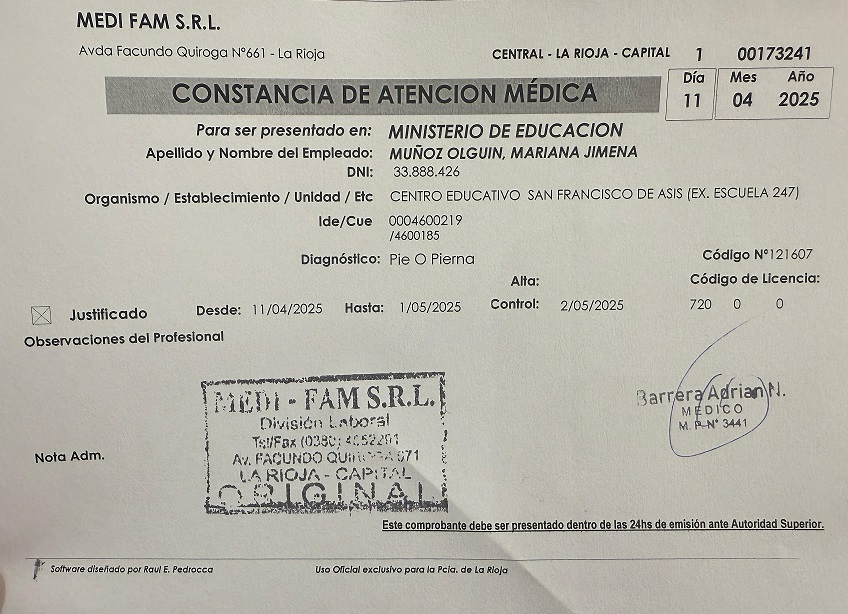 MEDI FAM S.R.L.
Avda Facundo Quiroga Nº661 - La Rioja
CENTRAL - LA RIOJA - CAPITAL 1 00173241
CONSTANCIA DE ATENCION MÉDICA
Día Mes Año
11 04 2025
Para ser presentado en: MINISTERIO DE EDUCACION
Apellido y Nombre del Empleado: MUÑOZ OLGUIN, MARIANA JIMENA
DNI: 33.888.426
Organismo / Establecimiento / Unidad / Etc CENTRO EDUCATIVO SAN FRANCISCO DE ASIS (EX. ESCUELA 247)
Ide/Cue 0004600219
/4600185
Diagnóstico: Pie O Pierna
Código Nº121607
Alta:
Código de Licencia:
Justificado Desde: 11/04/2025 Hasta: 1/05/2025 Control: 2/05/2025 720 0 0
Observaciones del Profesional
MEDI - FAM S.R.L.
División Laboral
Tel/Fax (0380)
Av. FACUNDO QUIROGA 671
LA RIOJA - CAPITAL
ORIGINAL
Barrera Adrian N.
MÉDICO
M. P. Nº 3441
Nota Adm.
Este comprobante debe ser presentado dentro de las 24hs de emisión ante Autoridad Superior.
Software diseñado por Raul E. Pedrocca
Uso Oficial exclusivo para la Pcia. de La Rioja